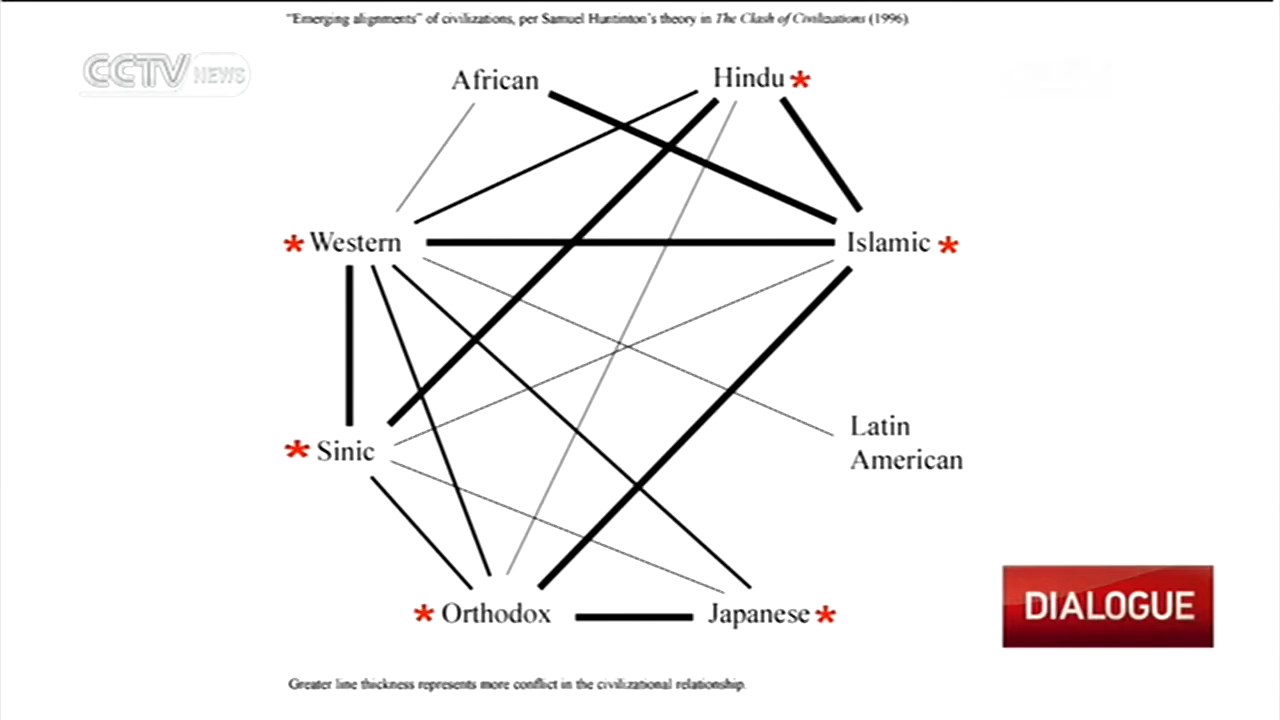 "Emerging alignments" of civilizations, per Samuel Huntinton's theory in The Clash of Civilizations (1996).
CCTV NEWS
African
Hindu *
* Western
Islamic *
* Sinic
Latin
American
* Orthodox
Japanese *
DIALOGUE
Greater line thickness represents more conflict in the civilizational relationship.